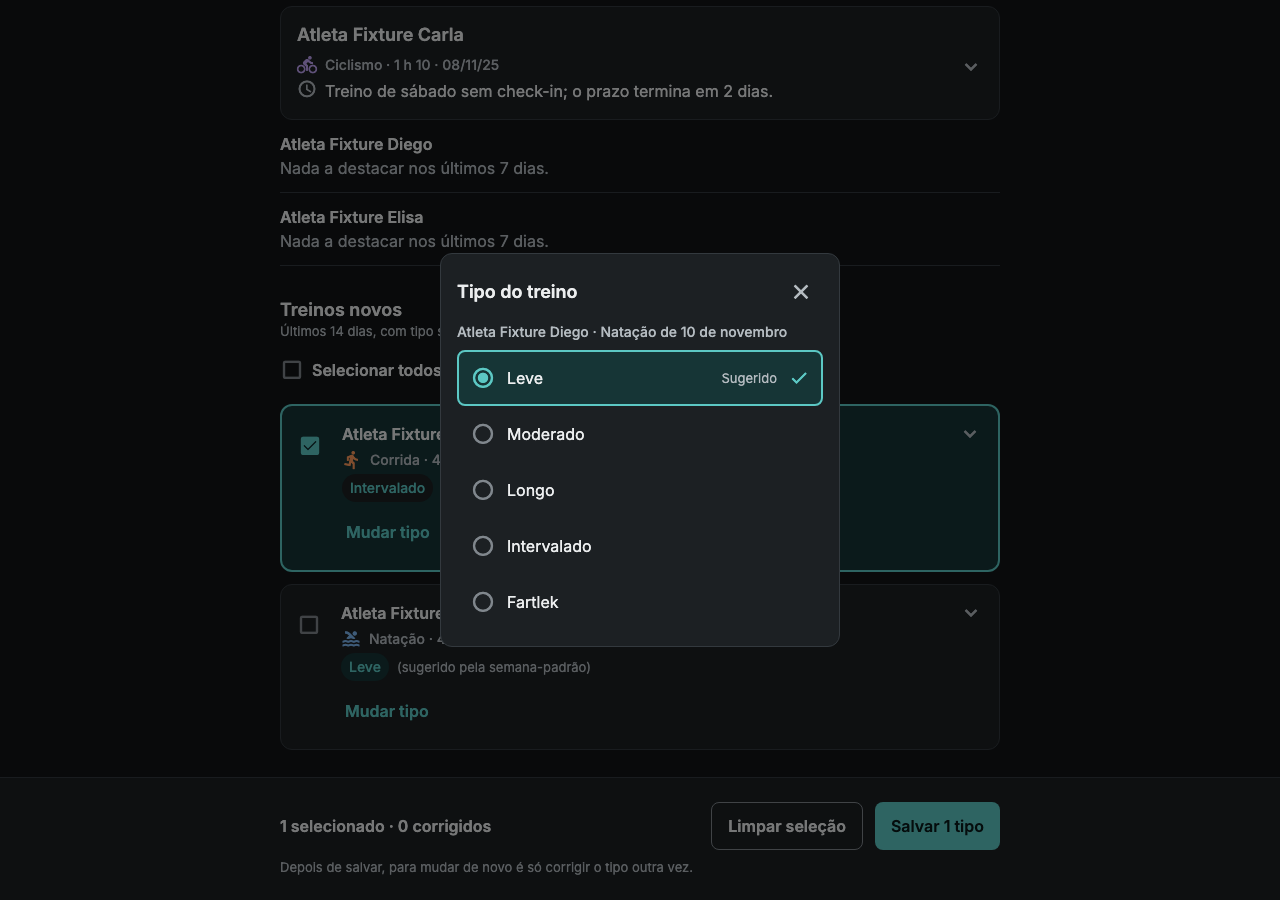 Atleta Fixture Carla
Ciclismo · 1 h 10 · 08/11/25
Treino de sábado sem check-in; o prazo termina em 2 dias.
Atleta Fixture Diego
Nada a destacar nos últimos 7 dias.
Atleta Fixture Elisa
Nada a destacar nos últimos 7 dias.
Treinos novos
Últimos 14 dias, com tipo
Selecionar todos
Atleta Fixture
Corrida · 4
Intervalado
Mudar tipo
Atleta Fixture
Natação · 4
Leve (sugerido pela semana-padrão)
Mudar tipo
Tipo do treino
Atleta Fixture Diego · Natação de 10 de novembro
Leve Sugerido
Moderado
Longo
Intervalado
Fartlek
1 selecionado · 0 corrigidos
Limpar seleção
Salvar 1 tipo
Depois de salvar, para mudar de novo é só corrigir o tipo outra vez.